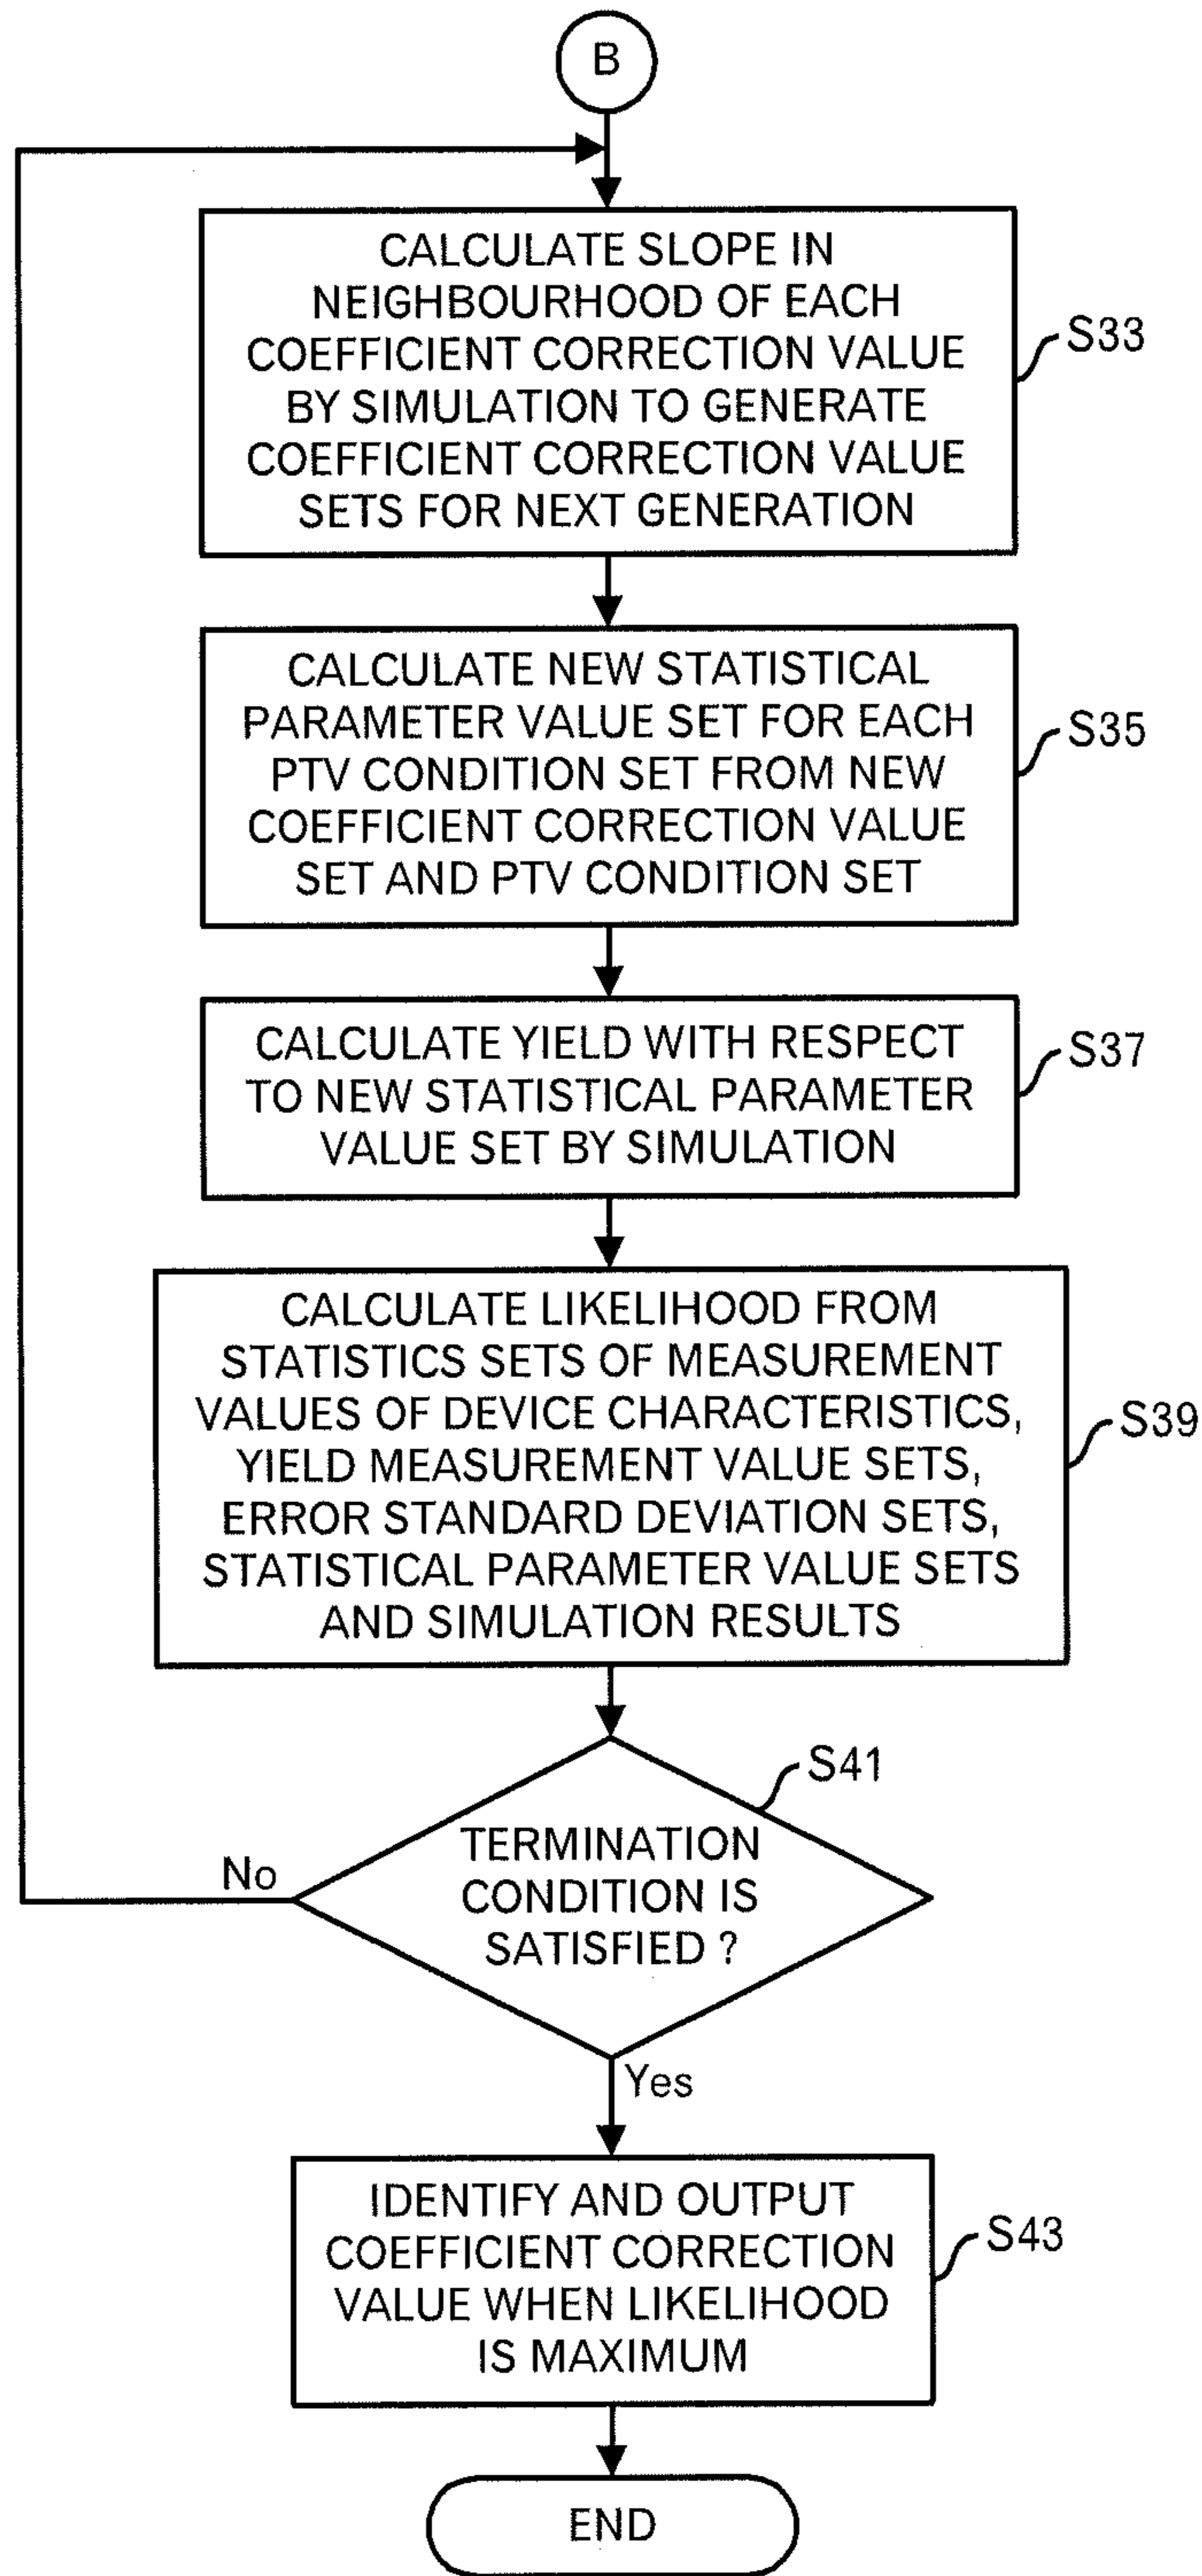 B
CALCULATE SLOPE IN
NEIGHBOURHOOD OF EACH
COEFFICIENT CORRECTION VALUE
BY SIMULATION TO GENERATE
COEFFICIENT CORRECTION VALUE
SETS FOR NEXT GENERATION
S33
CALCULATE NEW STATISTICAL
PARAMETER VALUE SET FOR EACH
PTV CONDITION SET FROM NEW
COEFFICIENT CORRECTION VALUE
SET AND PTV CONDITION SET
S35
CALCULATE YIELD WITH RESPECT
TO NEW STATISTICAL PARAMETER
VALUE SET BY SIMULATION
S37
CALCULATE LIKELIHOOD FROM
STATISTICS SETS OF MEASUREMENT
VALUES OF DEVICE CHARACTERISTICS,
YIELD MEASUREMENT VALUE SETS,
ERROR STANDARD DEVIATION SETS,
STATISTICAL PARAMETER VALUE SETS
AND SIMULATION RESULTS
S39
S41
TERMINATION
CONDITION IS
SATISFIED ?
No
Yes
IDENTIFY AND OUTPUT
COEFFICIENT CORRECTION
VALUE WHEN LIKELIHOOD
IS MAXIMUM
S43
END